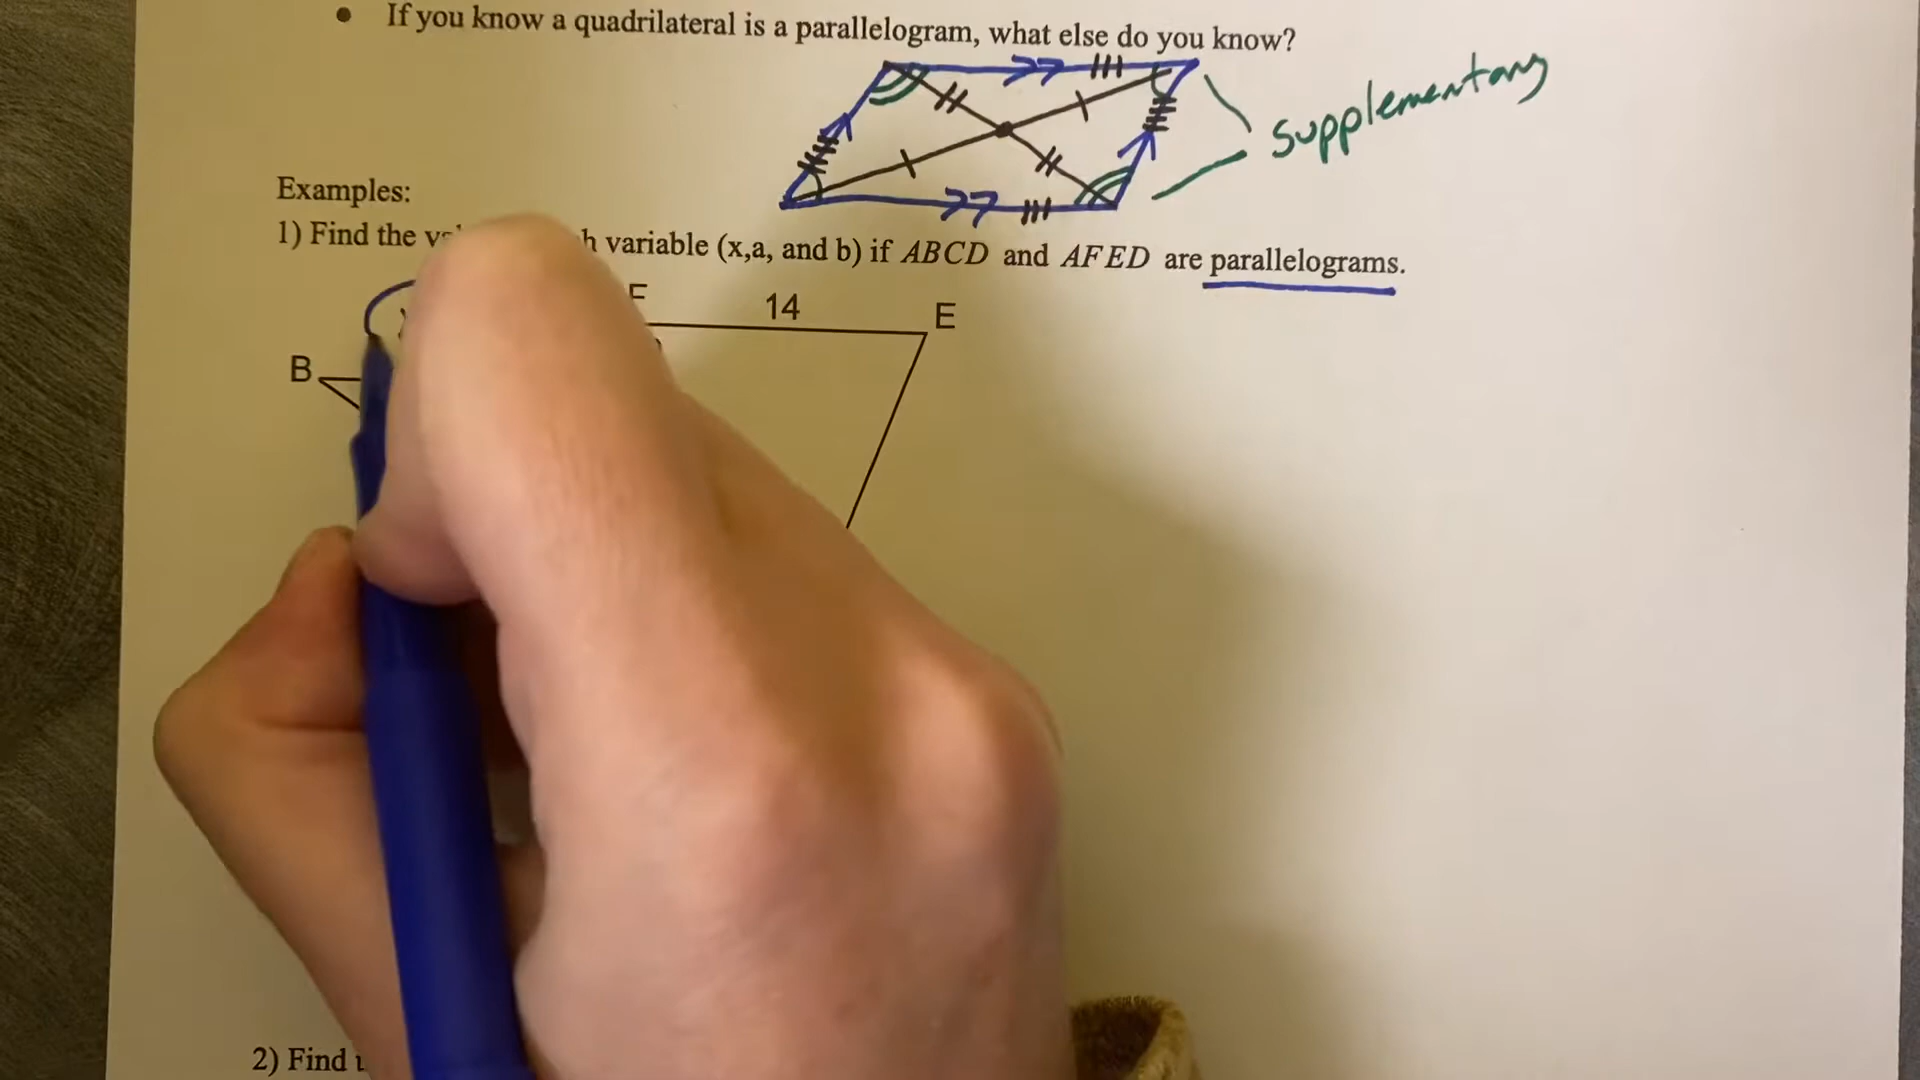 • If you know a quadrilateral is a parallelogram, what else do you know?
supplementary
Examples:
1) Find the variable (x,a, and b) if ABCD and AFED are parallelograms.
F 14 E
B
2) Find